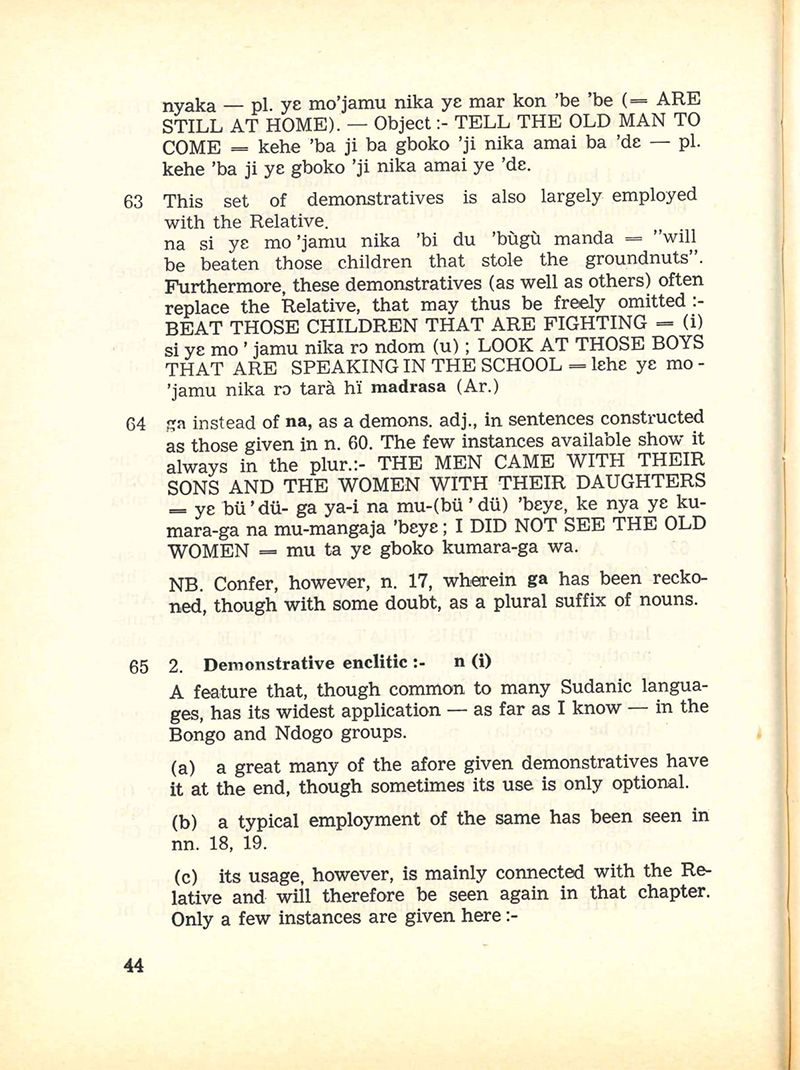 nyaka — pl. yɛ mo’jamu nika yɛ mar kon ’be ’be (= ARE
STILL AT HOME). — Object :- TELL THE OLD MAN TO
COME = kehe ’ba ji ba gboko ’ji nika amai ba ’dɛ — pl.
kehe ’ba ji yɛ gboko ’ji nika amai ye ’dɛ.
63 This set of demonstratives is also largely employed
with the Relative.
na si yɛ mo ’jamu nika ’bi du ’bùgù manda = "will
be beaten those children that stole the groundnuts".
Furthermore, these demonstratives (as well as others) often
replace the Relative, that may thus be freely omitted :-
BEAT THOSE CHILDREN THAT ARE FIGHTING = (i)
si yɛ mo ’ jamu nika rɔ ndom (u) ; LOOK AT THOSE BOYS
THAT ARE SPEAKING IN THE SCHOOL = lɛhɛ yɛ mo -
’jamu nika rɔ tarà hï madrasa (Ar.)
64 ga instead of na, as a demons. adj., in sentences constructed
as those given in n. 60. The few instances available show it
always in the plur.:- THE MEN CAME WITH THEIR
SONS AND THE WOMEN WITH THEIR DAUGHTERS
= yɛ bü ’ dü- ga ya-i na mu-(bü ’ dü) ’bɛyɛ, ke nya yɛ ku-
mara-ga na mu-mangaja ’bɛyɛ ; I DID NOT SEE THE OLD
WOMEN = mu ta yɛ gboko kumara-ga wa.
NB. Confer, however, n. 17, wherein ga has been recko-
ned, though with some doubt, as a plural suffix of nouns.
65 2. Demonstrative enclitic :- n (i)
A feature that, though common to many Sudanic langua-
ges, has its widest application — as far as I know — in the
Bongo and Ndogo groups.
(a) a great many of the afore given demonstratives have
it at the end, though sometimes its use is only optional.
(b) a typical employment of the same has been seen in
nn. 18, 19.
(c) its usage, however, is mainly connected with the Re-
lative and will therefore be seen again in that chapter.
Only a few instances are given here :-
44